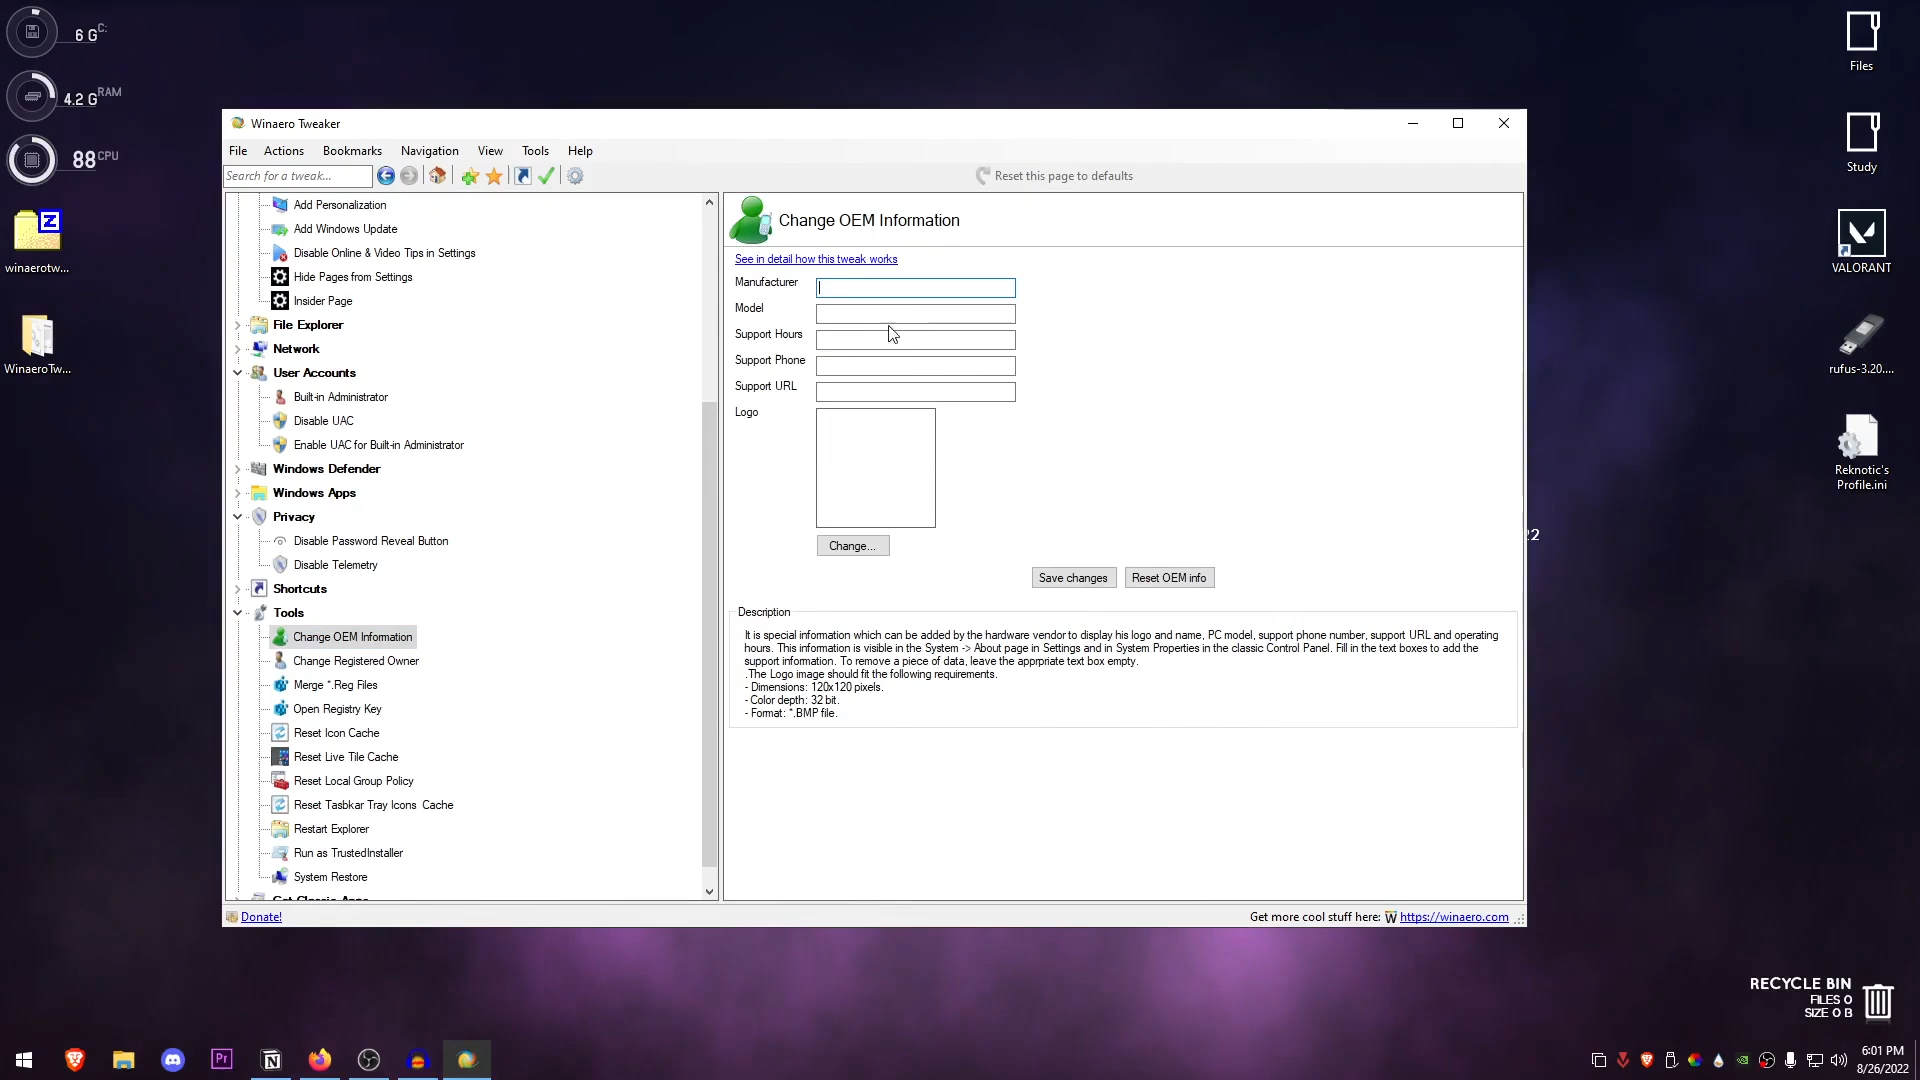 6 G C:
4.2 G RAM
88 CPU
winaerotw...
WinaeroTw...
Files
Study
VALORANT
rufus-3.20....
Reknotic's
Profile.ini
Winaero Tweaker
File Actions Bookmarks Navigation View Tools Help
Search for a tweak...
Reset this page to defaults
Add Personalization
Add Windows Update
Disable Online & Video Tips in Settings
Hide Pages from Settings
Insider Page
File Explorer
Network
User Accounts
Built-in Administrator
Disable UAC
Enable UAC for Built-in Administrator
Windows Defender
Windows Apps
Privacy
Disable Password Reveal Button
Disable Telemetry
Shortcuts
Tools
Change OEM Information
Change Registered Owner
Merge *.Reg Files
Open Registry Key
Reset Icon Cache
Reset Live Tile Cache
Reset Local Group Policy
Reset Tasbkar Tray Icons Cache
Restart Explorer
Run as TrustedInstaller
System Restore
Get Classic Apps
Change OEM Information
See in detail how this tweak works
Manufacturer
Model
Support Hours
Support Phone
Support URL
Logo
Change...
Save changes Reset OEM info
Description
It is special information which can be added by the hardware vendor to display his logo and name, PC model, support phone number, support URL and operating
hours. This information is visible in the System -> About page in Settings and in System Properties in the classic Control Panel. Fill in the text boxes to add the
support information. To remove a piece of data, leave the apprpriate text box empty.
.The Logo image should fit the following requirements.
- Dimensions: 120x120 pixels.
- Color depth: 32 bit.
- Format: *.BMP file.
Donate!
Get more cool stuff here: W https://winaero.com
22
RECYCLE BIN
FILES 0
SIZE 0 B
Pr
6:01 PM
8/26/2022